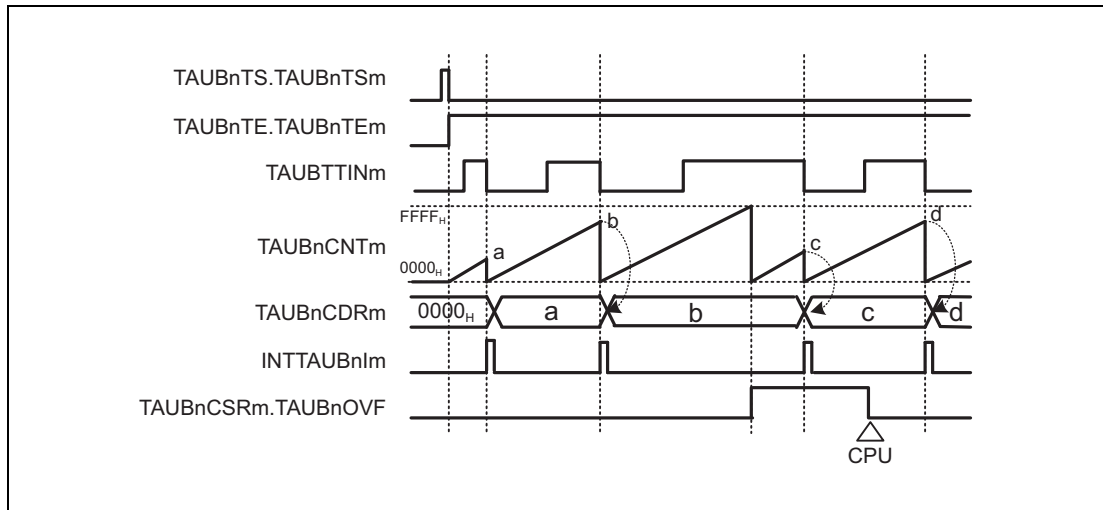 TAUBnTS.TAUBnTSm
TAUBnTE.TAUBnTEm
TAUBTTINm
FFFFH
TAUBnCNTm
0000H
a
b
c
d
TAUBnCDRm
0000H
a
b
c
d
INTTAUBnIm
TAUBnCSRm.TAUBnOVF
CPU